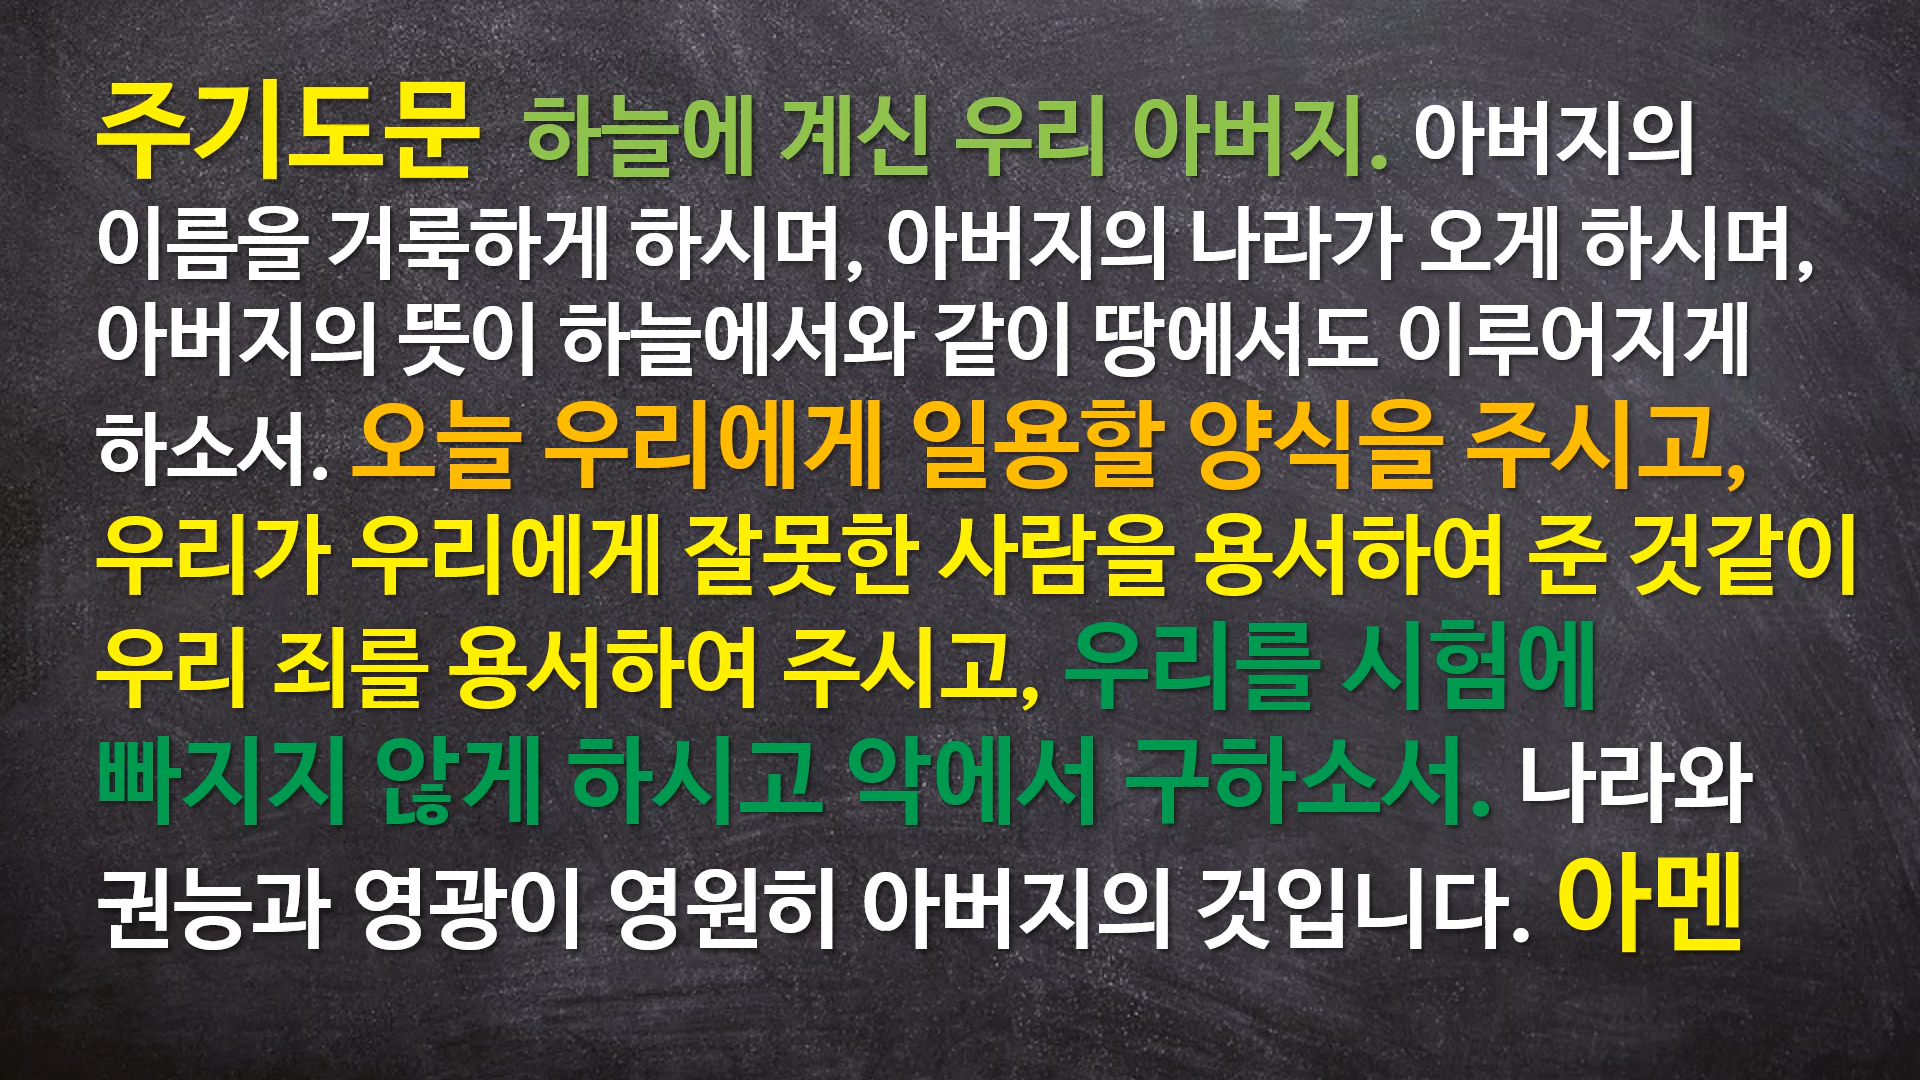 주기도문 하늘에 계신 우리 아버지. 아버지의
이름을 거룩하게 하시며, 아버지의 나라가 오게 하시며,
아버지의 뜻이 하늘에서와 같이 땅에서도 이루어지게
하소서. 오늘 우리에게 일용할 양식을 주시고,
우리가 우리에게 잘못한 사람을 용서하여 준 것같이
우리 죄를 용서하여 주시고, 우리를 시험에
빠지지 않게 하시고 악에서 구하소서. 나라와
권능과 영광이 영원히 아버지의 것입니다. 아멘